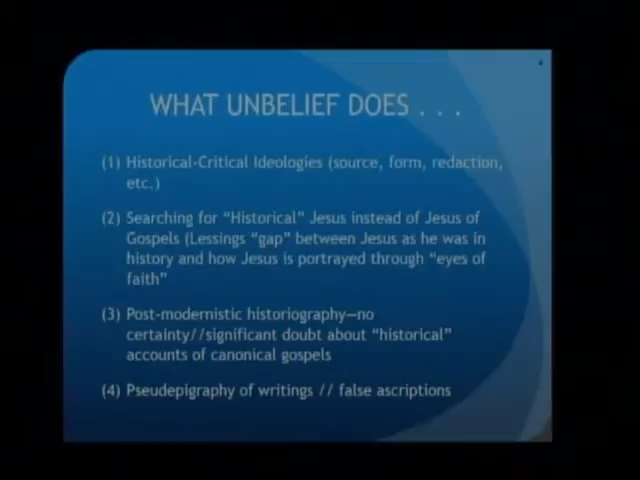 4
WHAT UNBELIEF DOES . . .
(1) Historical-Critical Ideologies (source, form, redaction,
etc.)
(2) Searching for “Historical” Jesus instead of Jesus of
Gospels (Lessings “gap” between Jesus as he was in
history and how Jesus is portrayed through “eyes of
faith”
(3) Post-modernistic historiography—no
certainty//significant doubt about “historical”
accounts of canonical gospels
(4) Pseudepigraphy of writings // false ascriptions